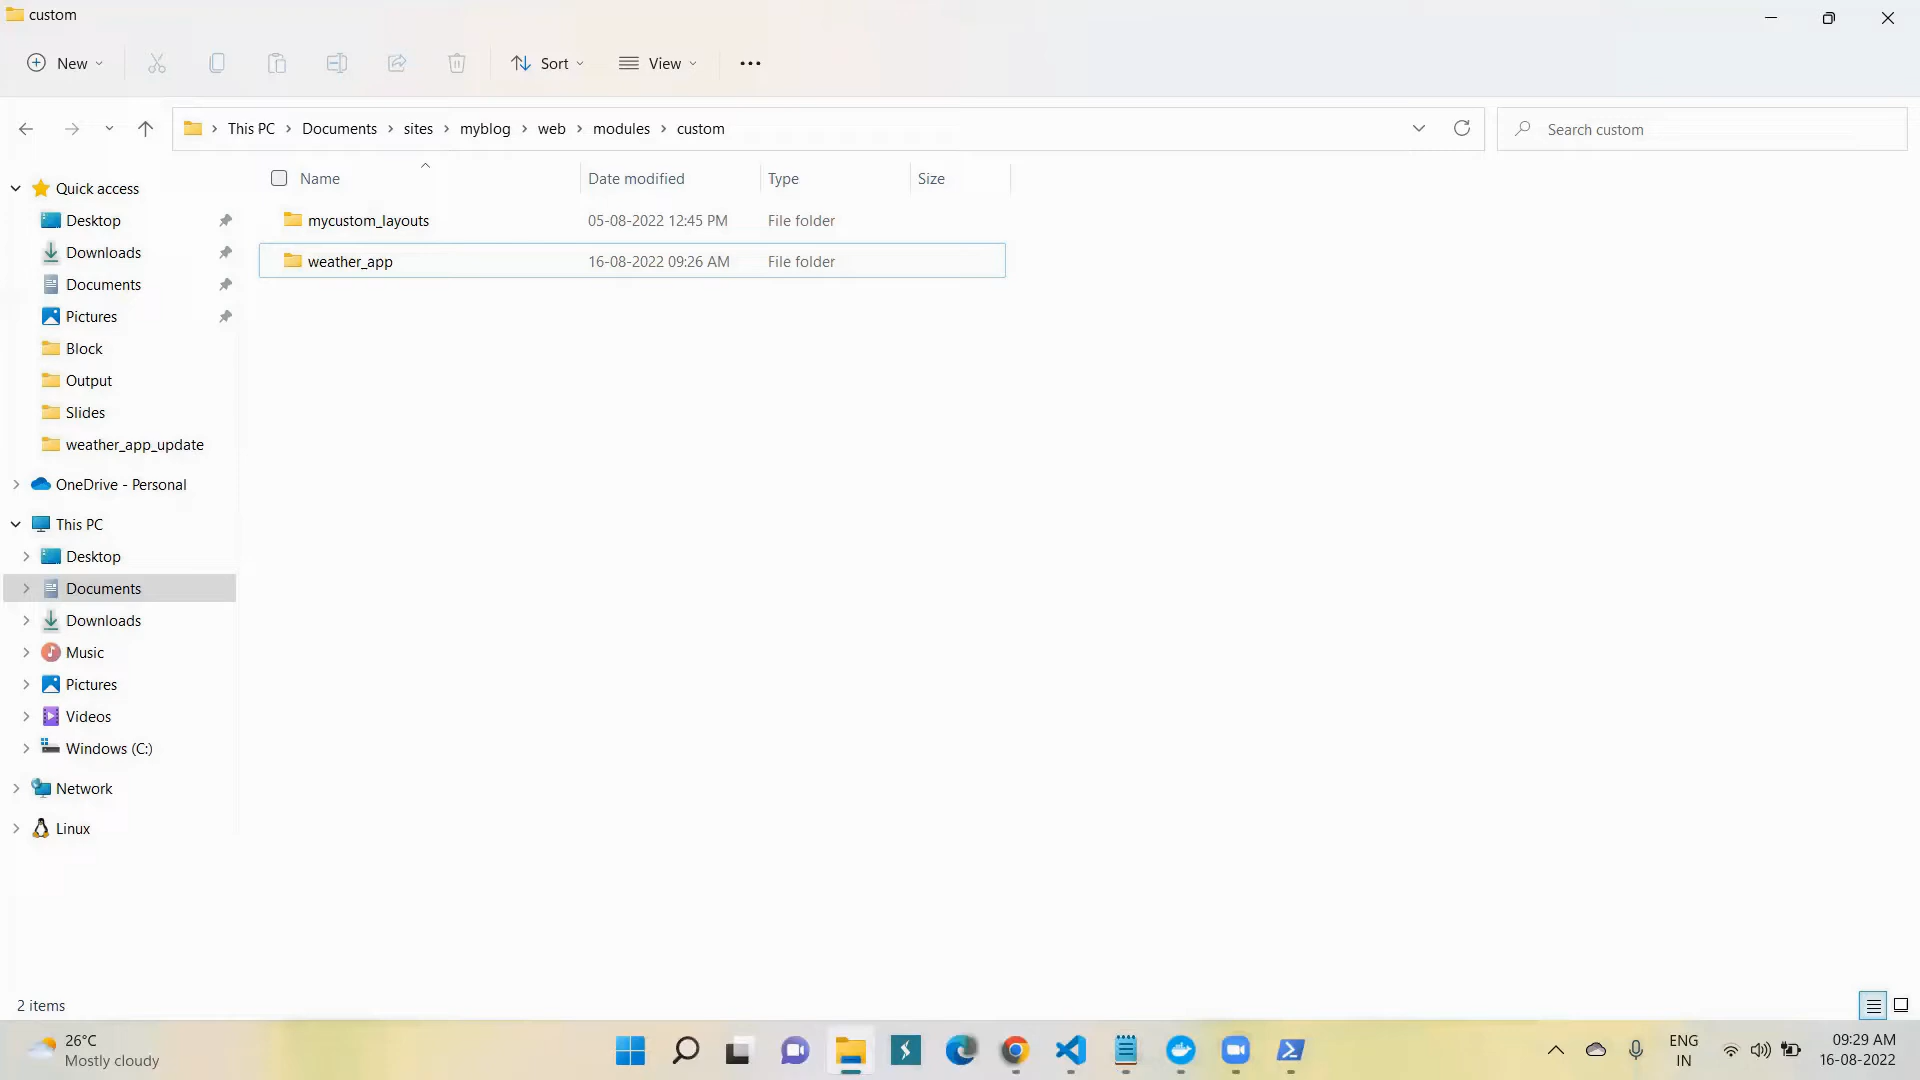 custom
New
Sort
View
This PC
Documents
sites
myblog
web
modules
custom
Search custom
Name
Date modified
Type
Size
mycustom_layouts
05-08-2022 12:45 PM
File folder
weather_app
16-08-2022 09:26 AM
File folder
Quick access
Desktop
Downloads
Documents
Pictures
Block
Output
Slides
weather_app_update
OneDrive - Personal
This PC
Desktop
Documents
Downloads
Music
Pictures
Videos
Windows (C:)
Network
Linux
2 items
26°C
Mostly cloudy
ENG
IN
09:29 AM
16-08-2022